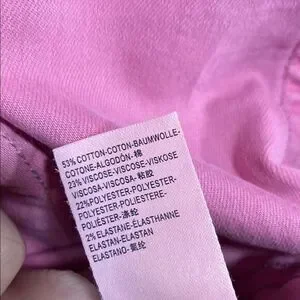 53% COTTON-COTON-BAUMWOLLE-
COTONE-ALGODÓN-棉
23% VISCOSE-VISCOSE-VISKOSE
VISCOSA-VISCOSA-粘胶
22%POLYESTER-POLYESTER-
POLYESTER-POLIESTERE-
POLIÉSTER-涤纶
2% ELASTANE-ÉLASTHANNE
ELASTAN-ELASTAN
ELASTANO-氨纶